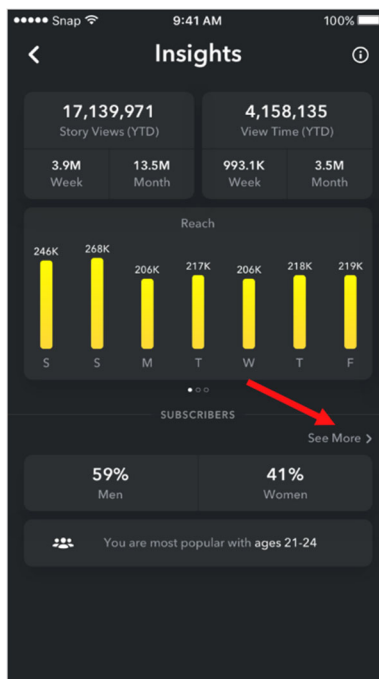 Snap 9:41 AM 100%
Insights
17,139,971 4,158,135
Story Views (YTD) View Time (YTD)
3.9M 13.5M 993.1K 3.5M
Week Month Week Month
Reach
246K 268K 206K 217K 206K 218K 219K
S S M T W T F
SUBSCRIBERS
See More >
59% 41%
Men Women
You are most popular with ages 21-24